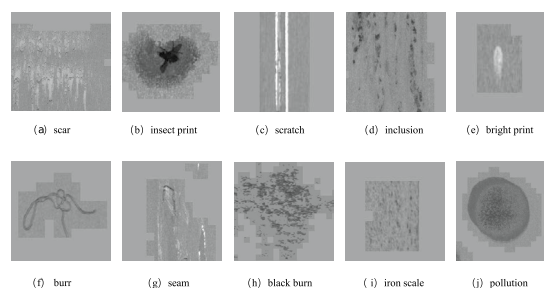 (a) scar (b) insect print (c) scratch (d) inclusion (e) bright print
(f) burr (g) seam (h) black burn (i) iron scale (j) pollution